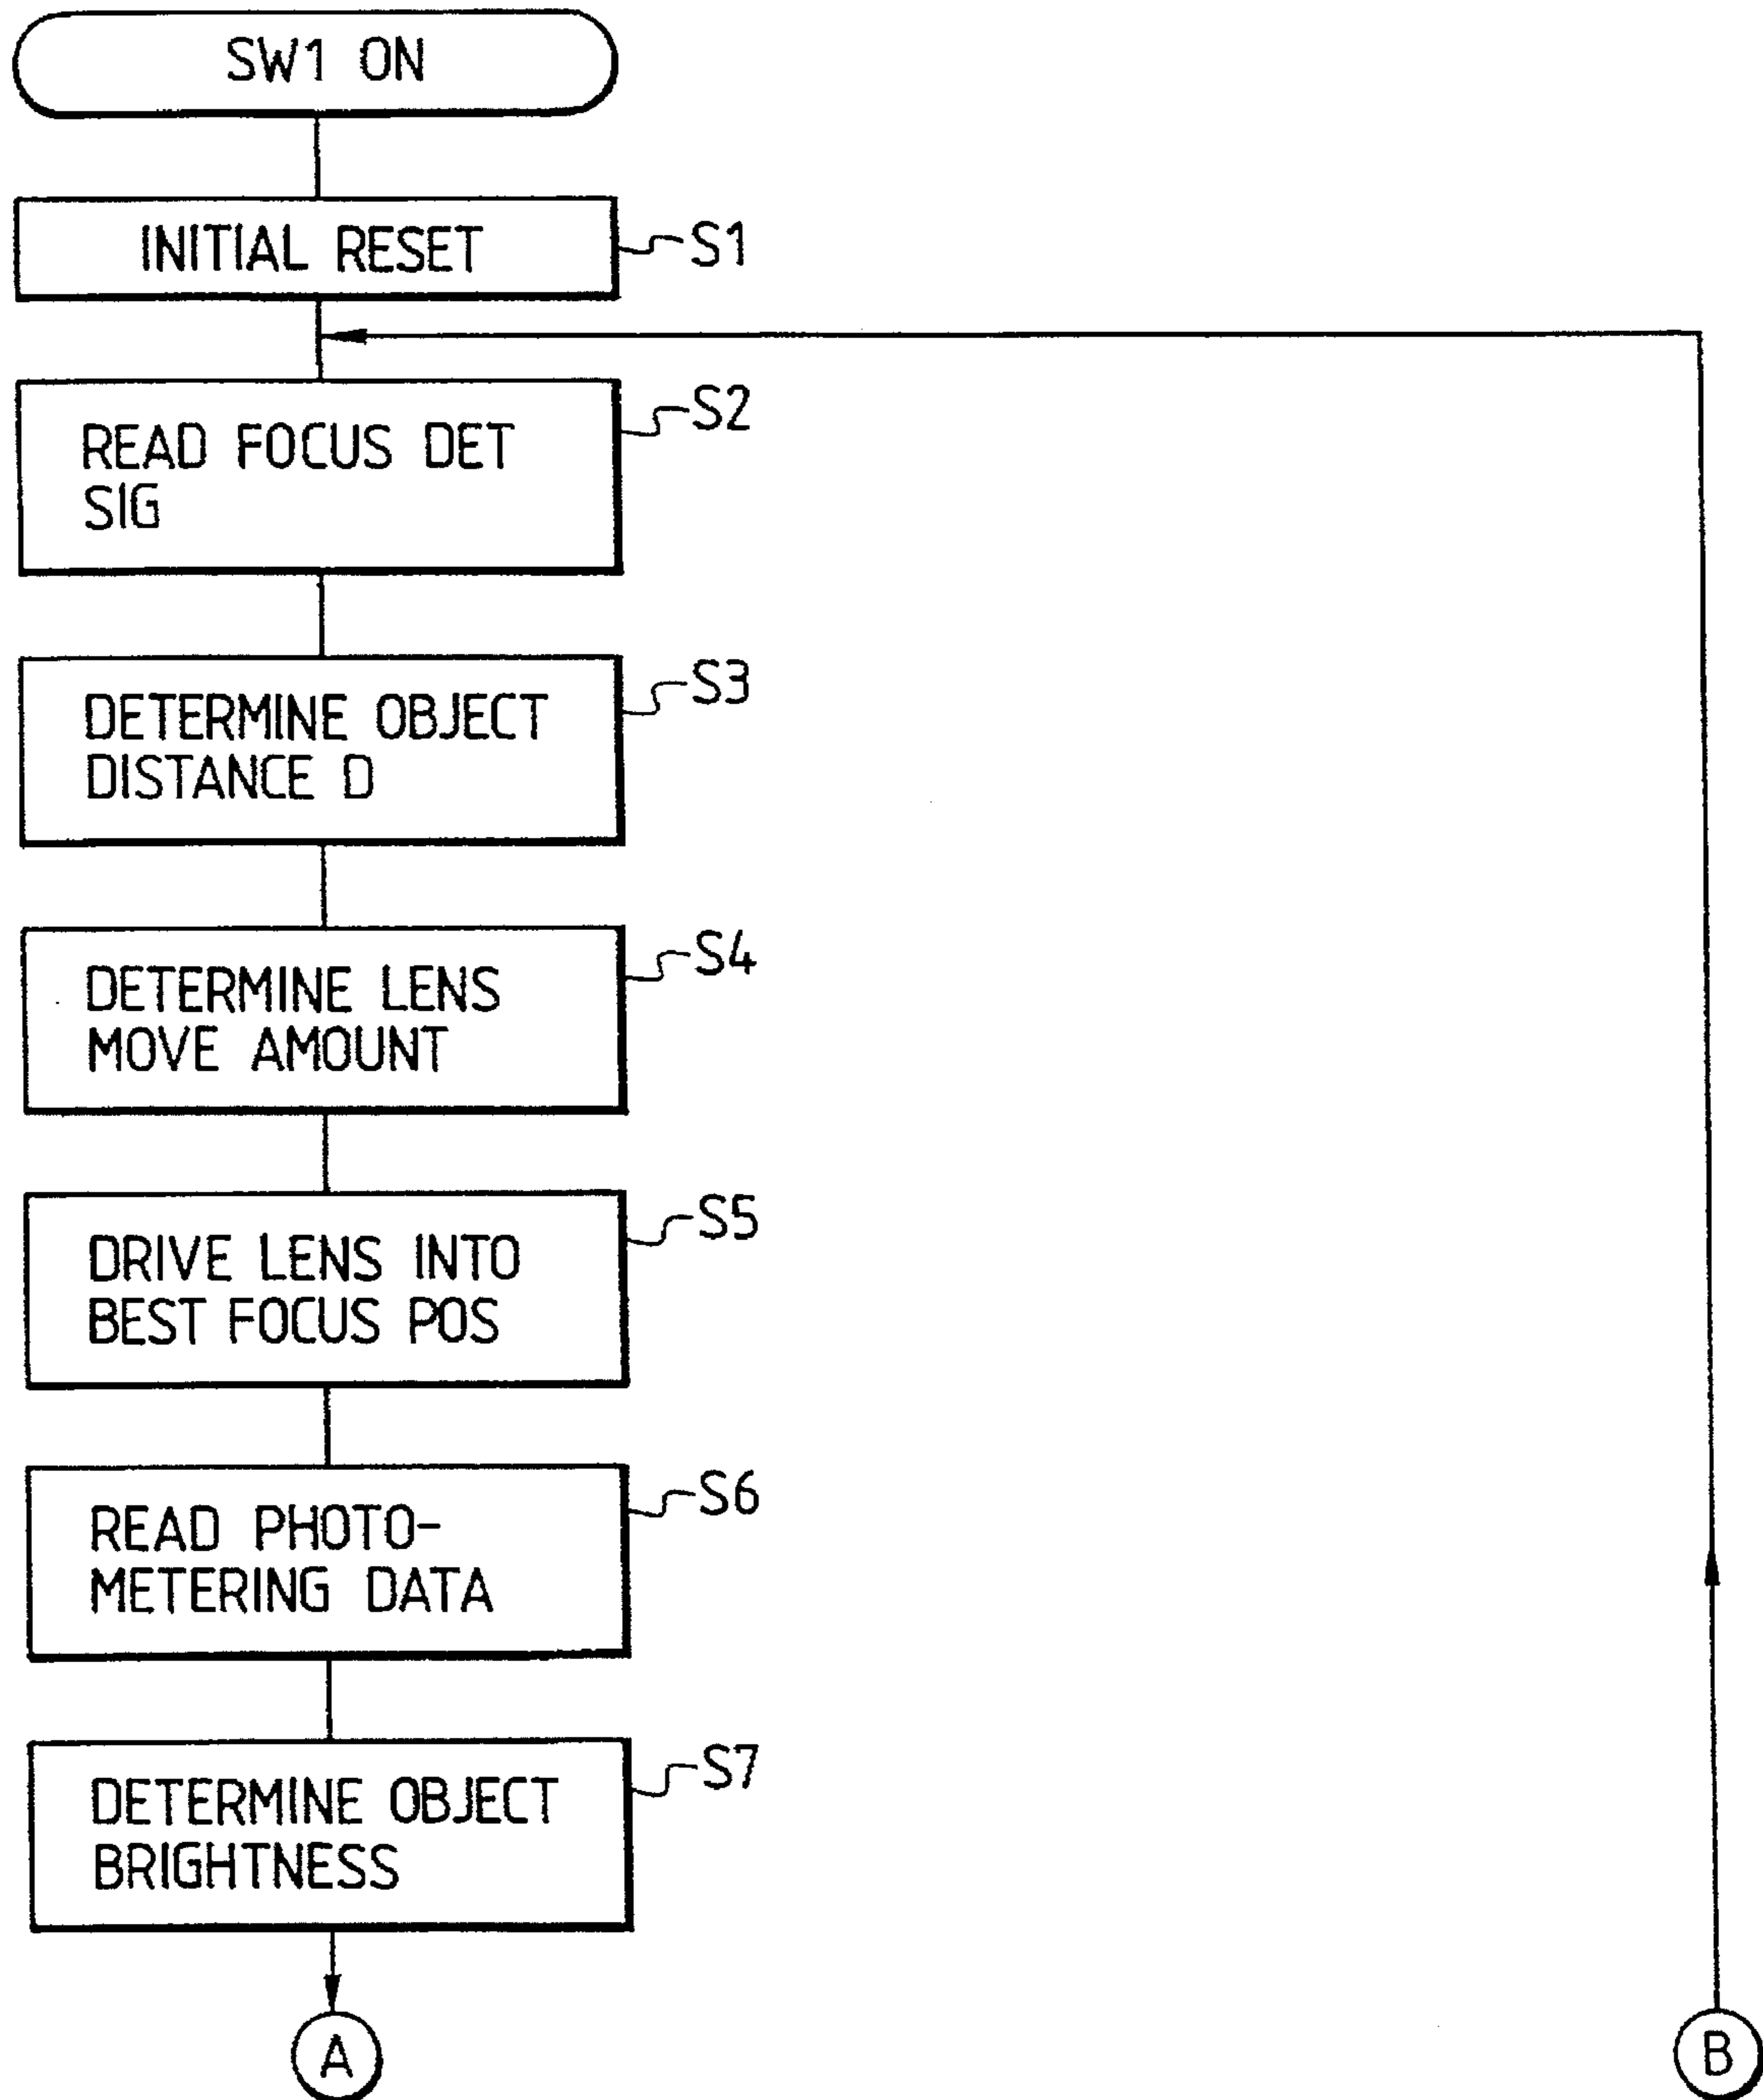 SW1 ON
INITIAL RESET
S1
READ FOCUS DET
SIG
S2
DETERMINE OBJECT
DISTANCE D
S3
DETERMINE LENS
MOVE AMOUNT
S4
DRIVE LENS INTO
BEST FOCUS POS
S5
READ PHOTO-
METERING DATA
S6
DETERMINE OBJECT
BRIGHTNESS
S7
A
B